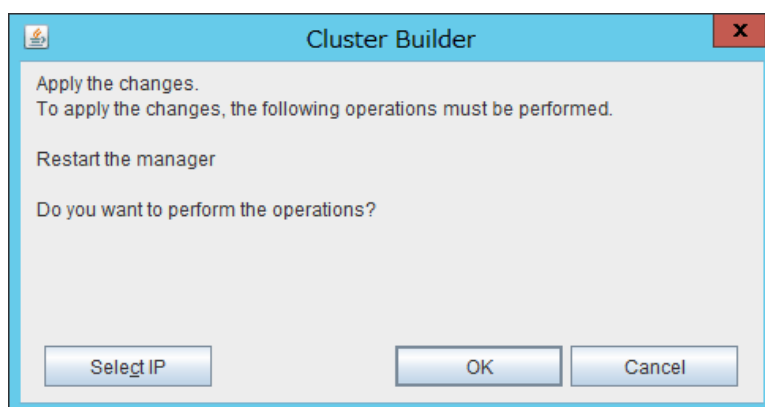 Cluster Builder
x
Apply the changes.
To apply the changes, the following operations must be performed.
Restart the manager
Do you want to perform the operations?
Select IP
OK
Cancel